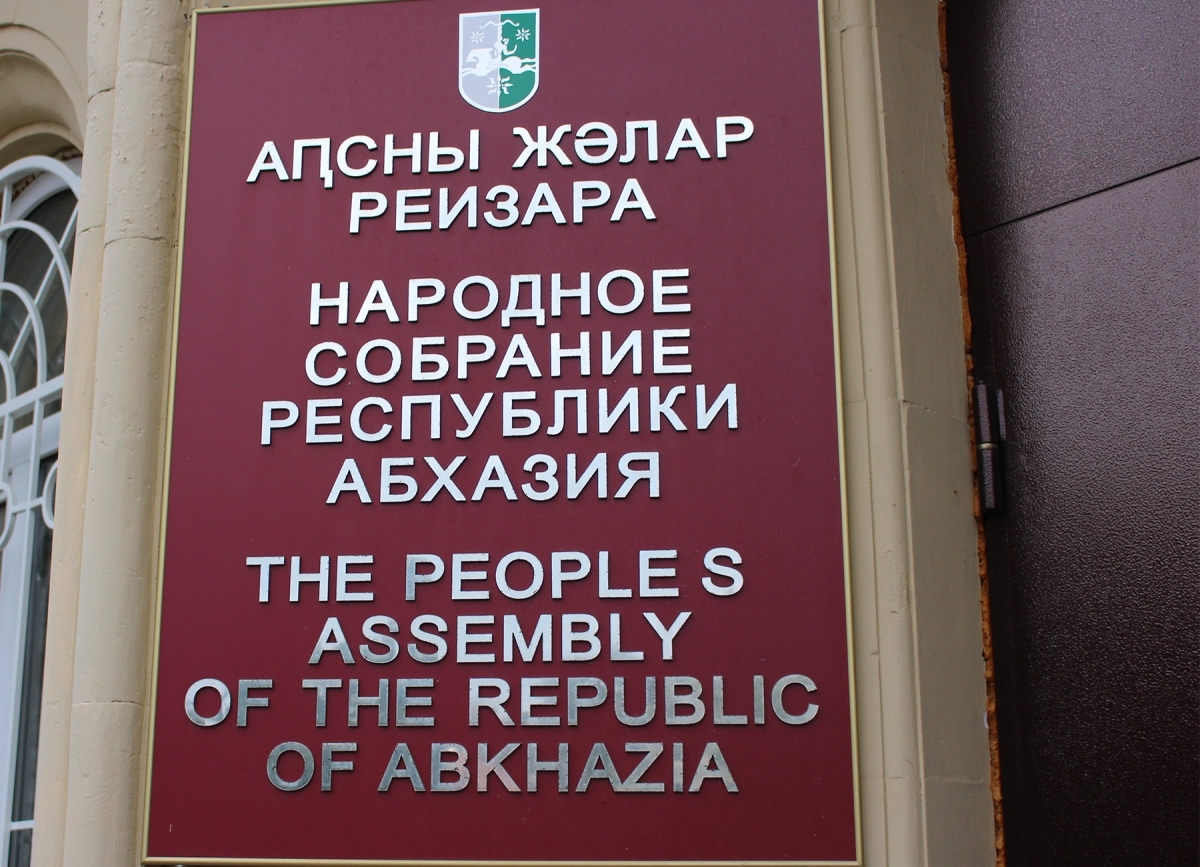 АԤСНЫ ЖӘЛАР
РЕИЗАРА
НАРОДНОЕ
СОБРАНИЕ
РЕСПУБЛИКИ
АБХАЗИЯ
THE PEOPLE S
ASSEMBLY
OF THE REPUBLIC
OF ABKHAZIA